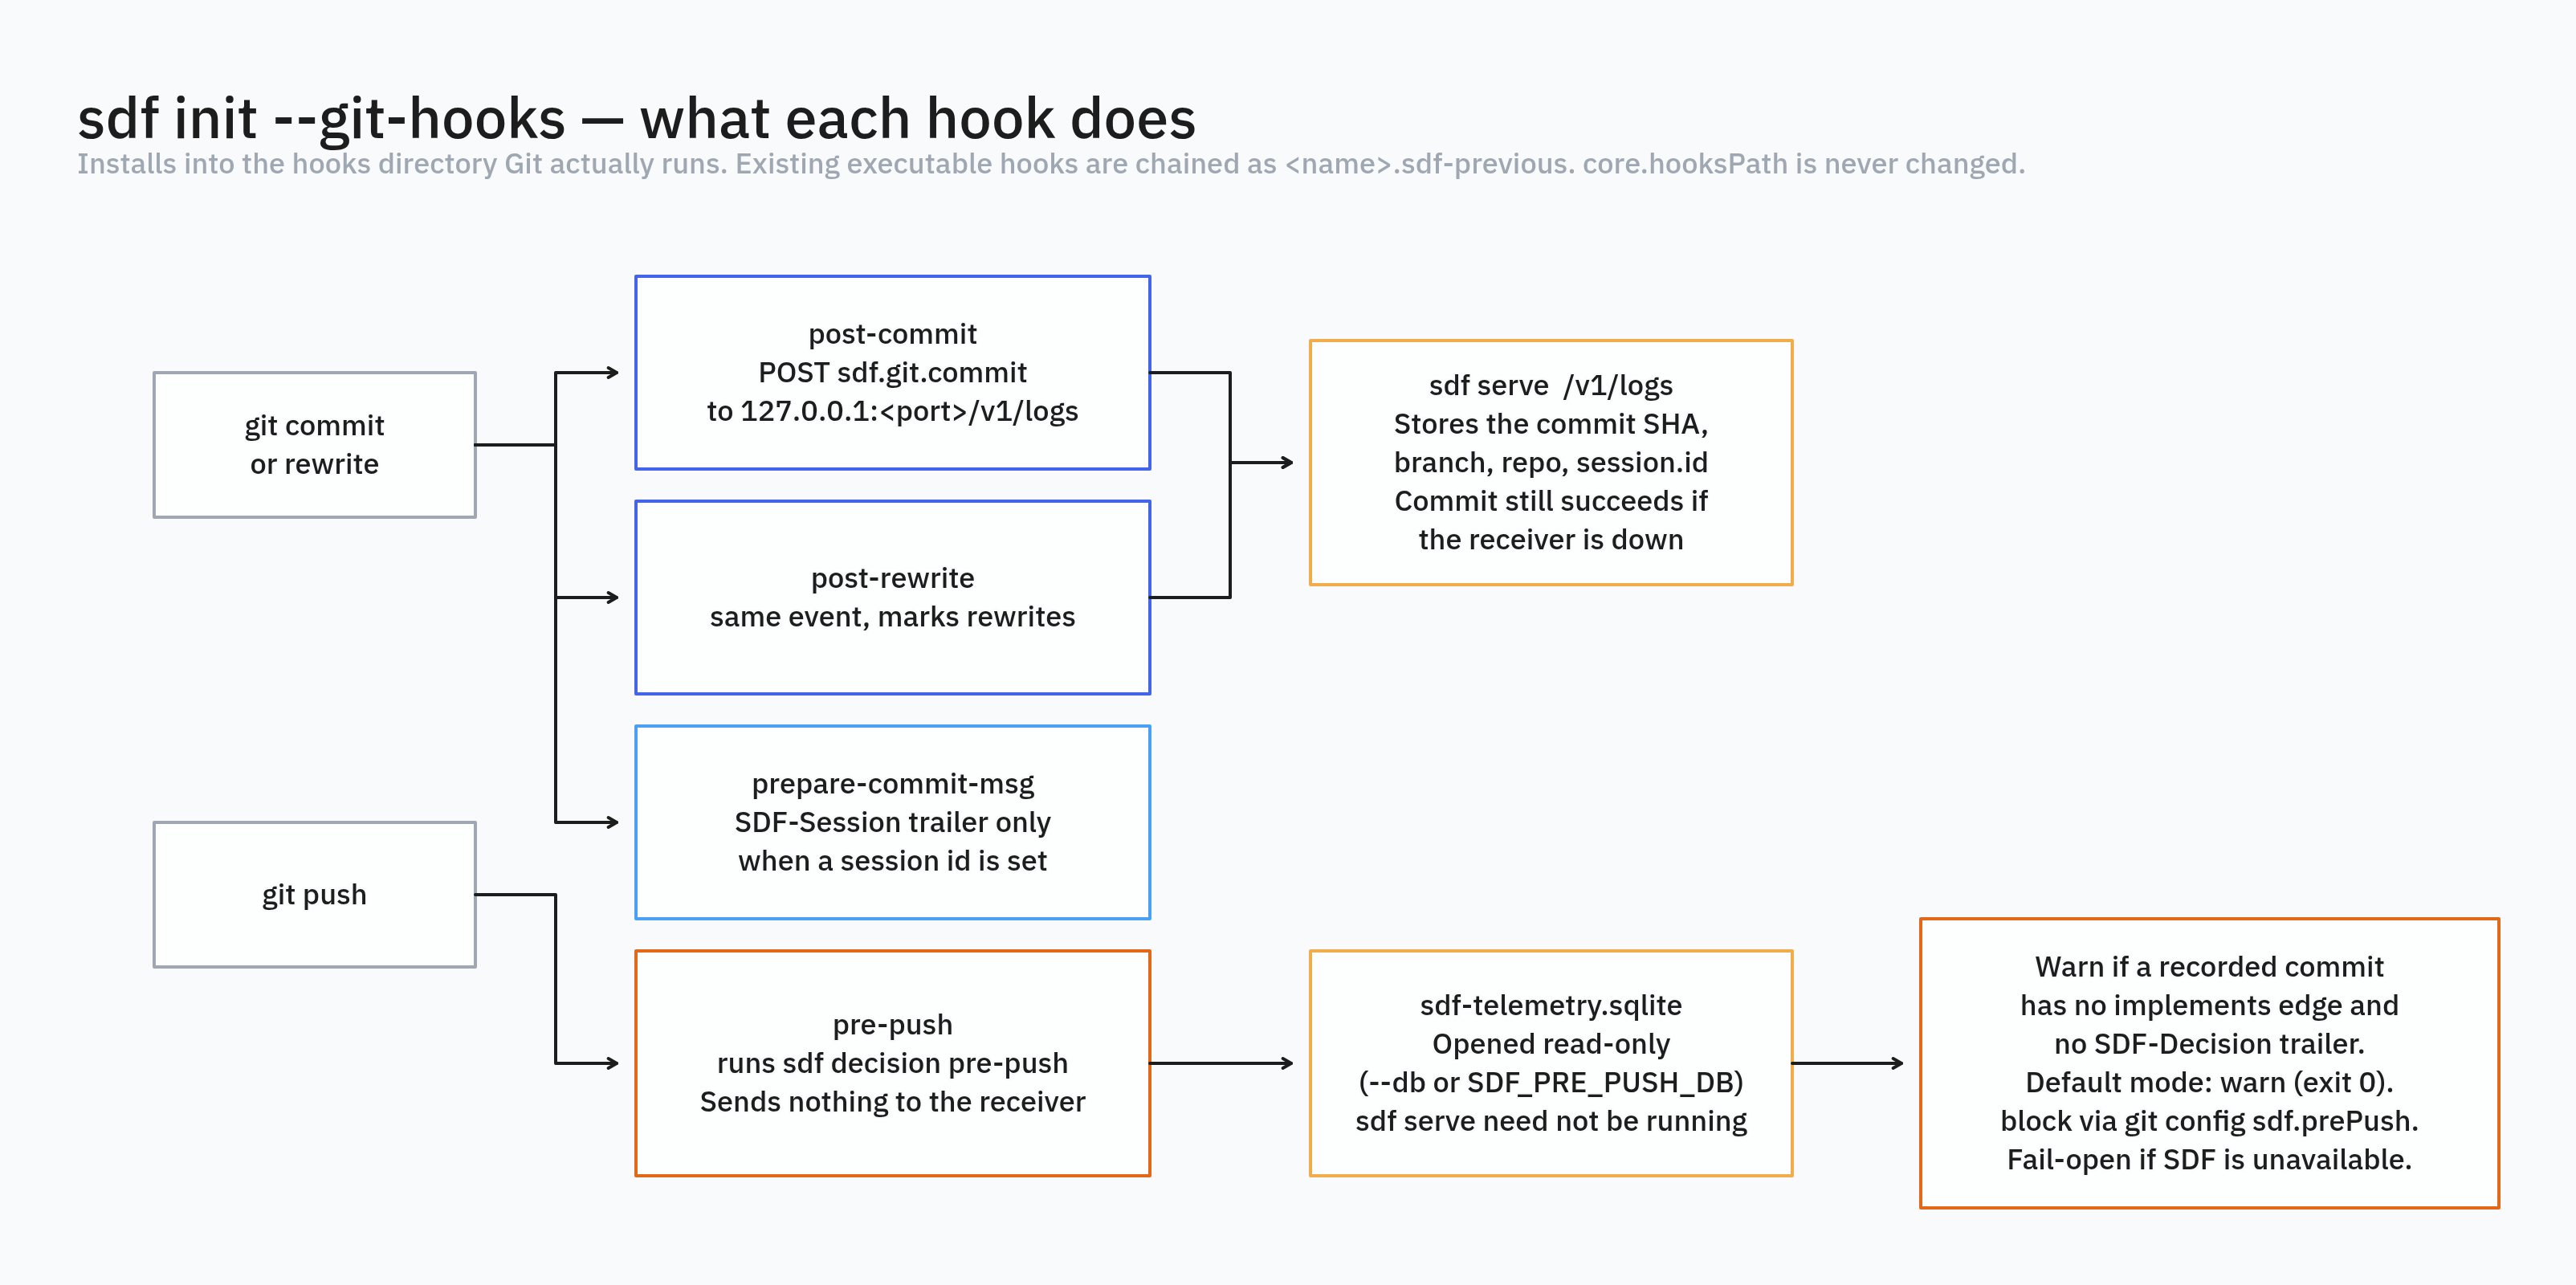 sdf init --git-hooks — what each hook does
Installs into the hooks directory Git actually runs. Existing executable hooks are chained as <name>.sdf-previous. core.hooksPath is never changed.
git commit
or rewrite
post-commit
POST sdf.git.commit
to 127.0.0.1:<port>/v1/logs
sdf serve  /v1/logs
Stores the commit SHA,
branch, repo, session.id
Commit still succeeds if
the receiver is down
post-rewrite
same event, marks rewrites
prepare-commit-msg
SDF-Session trailer only
when a session id is set
git push
pre-push
runs sdf decision pre-push
Sends nothing to the receiver
sdf-telemetry.sqlite
Opened read-only
(--db or SDF_PRE_PUSH_DB)
sdf serve need not be running
Warn if a recorded commit
has no implements edge and
no SDF-Decision trailer.
Default mode: warn (exit 0).
block via git config sdf.prePush.
Fail-open if SDF is unavailable.